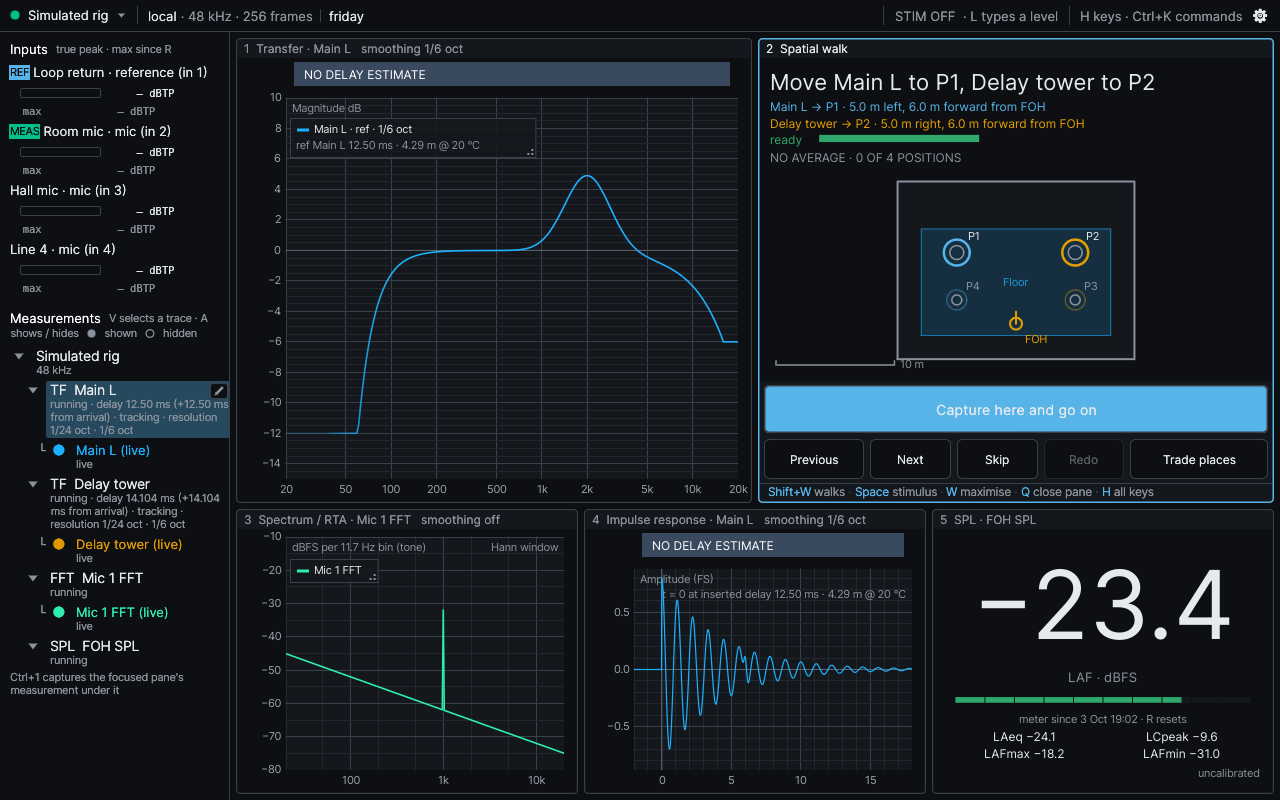 Simulated rig
local · 48 kHz · 256 frames
friday
STIM OFF · L types a level
H keys · Ctrl+K commands
Inputs true peak · max since R
REF Loop return · reference (in 1)
– dBTP
max – dBTP
MEAS Room mic · mic (in 2)
– dBTP
max – dBTP
Hall mic · mic (in 3)
– dBTP
max – dBTP
Line 4 · mic (in 4)
– dBTP
max – dBTP
Measurements V selects a trace · A
shows / hides shown hidden
Simulated rig
48 kHz
TF Main L
running · delay 12.50 ms (+12.50 ms
from arrival) · tracking · resolution
1/24 oct · 1/6 oct
Main L (live)
live
TF Delay tower
running · delay 14.104 ms (+14.104
ms from arrival) · tracking ·
resolution 1/24 oct · 1/6 oct
Delay tower (live)
live
FFT Mic 1 FFT
running
Mic 1 FFT (live)
live
SPL FOH SPL
running
Ctrl+1 captures the focused pane's
measurement under it
1 Transfer · Main L smoothing 1/6 oct
NO DELAY ESTIMATE
Magnitude dB
Main L · ref · 1/6 oct
ref Main L 12.50 ms · 4.29 m @ 20 °C
10
8
6
4
2
0
−2
−4
−6
−8
−10
−12
−14
20 50 100 200 500 1k 2k 5k 10k 20k
2 Spatial walk
Move Main L to P1, Delay tower to P2
Main L → P1 · 5.0 m left, 6.0 m forward from FOH
Delay tower → P2 · 5.0 m right, 6.0 m forward from FOH
ready
NO AVERAGE · 0 OF 4 POSITIONS
P1 P2
Floor
P4 P3
FOH
10 m
Capture here and go on
Previous Next Skip Redo Trade places
Shift+W walks · Space stimulus · W maximise · Q close pane · H all keys
3 Spectrum / RTA · Mic 1 FFT smoothing off
dBFS per 11.7 Hz bin (tone) Hann window
Mic 1 FFT
−10
−20
−30
−40
−50
−60
−70
−80
100 1k 10k
4 Impulse response · Main L smoothing 1/6 oct
NO DELAY ESTIMATE
Amplitude (FS)
t = 0 at inserted delay 12.50 ms · 4.29 m @ 20 °C
0.5
0.0
−0.5
0 5 10 15
5 SPL · FOH SPL
−23.4
LAF · dBFS
meter since 3 Oct 19:02 · R resets
LAeq −24.1 LCpeak −9.6
LAFmax −18.2 LAFmin −31.0
uncalibrated